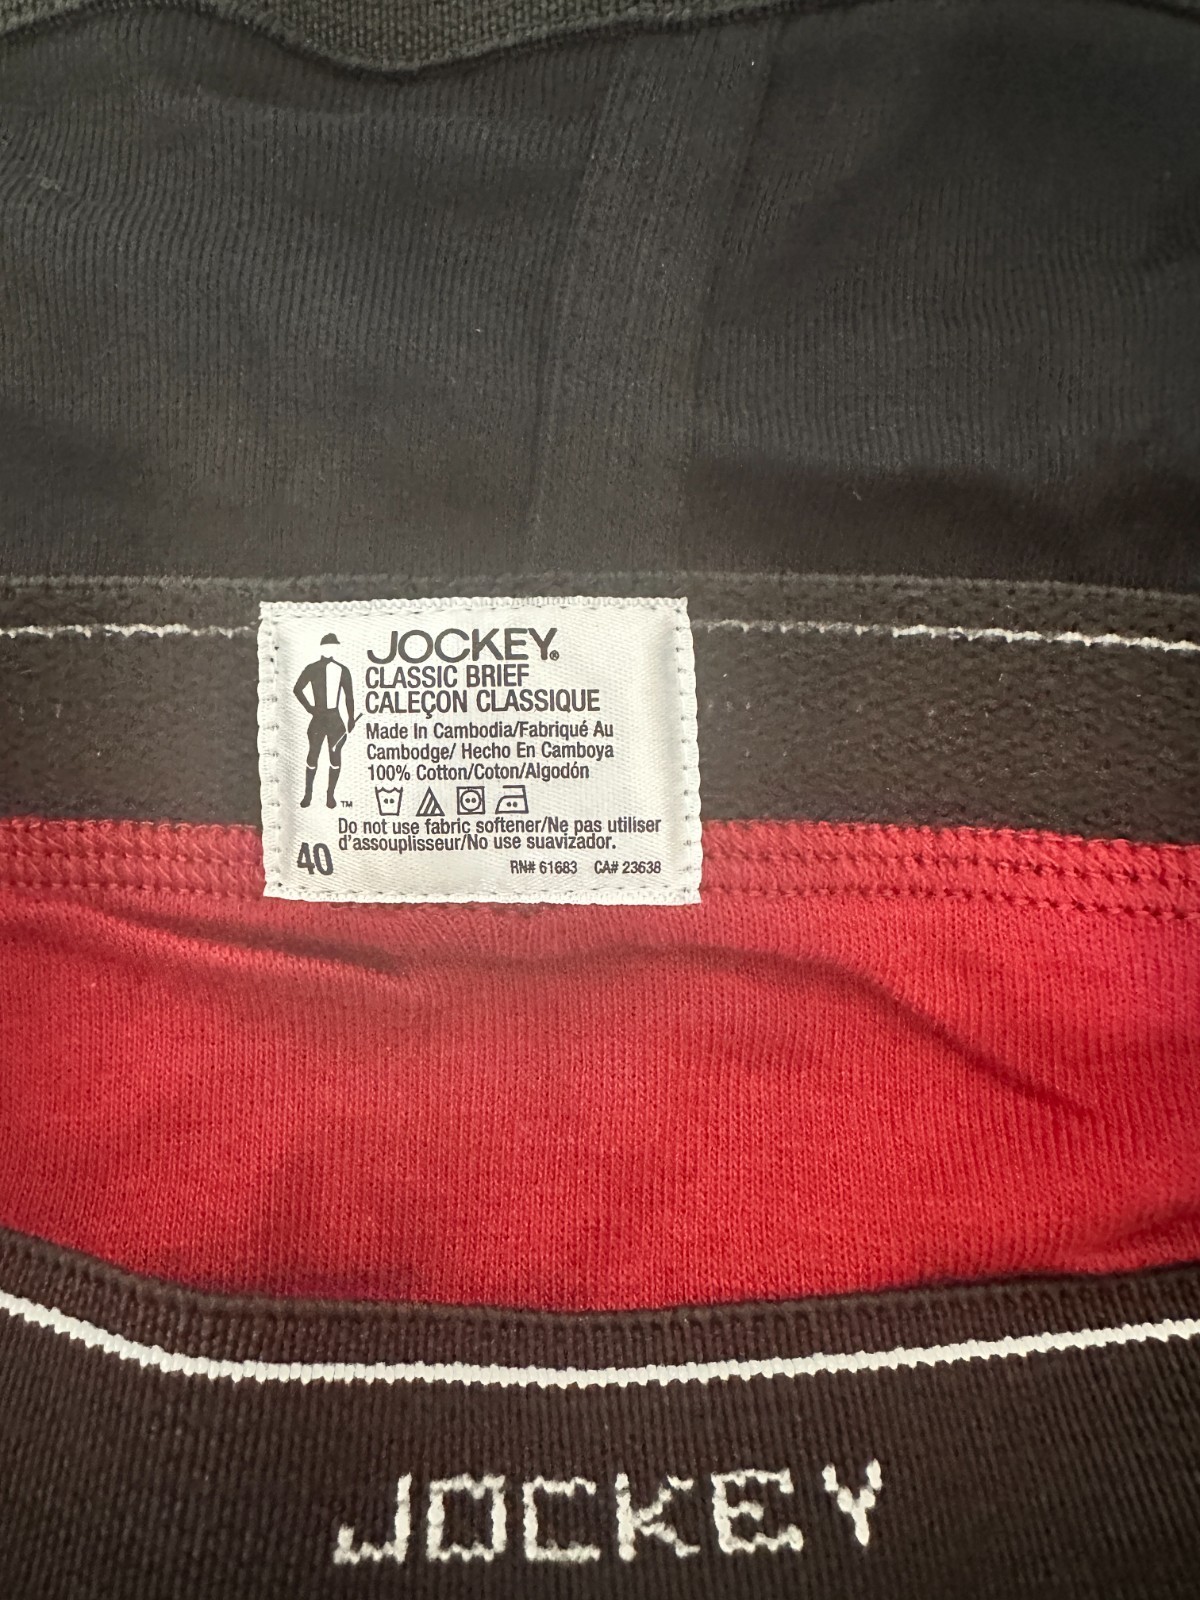 JOCKEY®
CLASSIC BRIEF
CALEÇON CLASSIQUE
Made In Cambodia/Fabriqué Au
Cambodge/ Hecho En Camboya
100% Cotton/Coton/Algodón
™
Do not use fabric softener/Ne pas utiliser
d'assouplisseur/No use suavizador.
40
RN# 61683 CA# 23638
JOCKEY